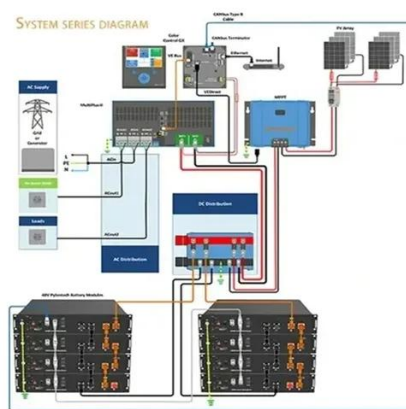 SYSTEM SERIES DIAGRAM
CANbus Type B
Cable
Color
Control GX
CANbus Terminator
Ethernet
Ethernet
VE Bus
VE.Direct
PV Array
AC Supply
Grid
or
Generator
MultiPlus-II
MPPT
L
PE
N
ACin
ACout1
Loads
ACout2
AC Distribution
DC Distribution
48V Pylontech Battery Modules